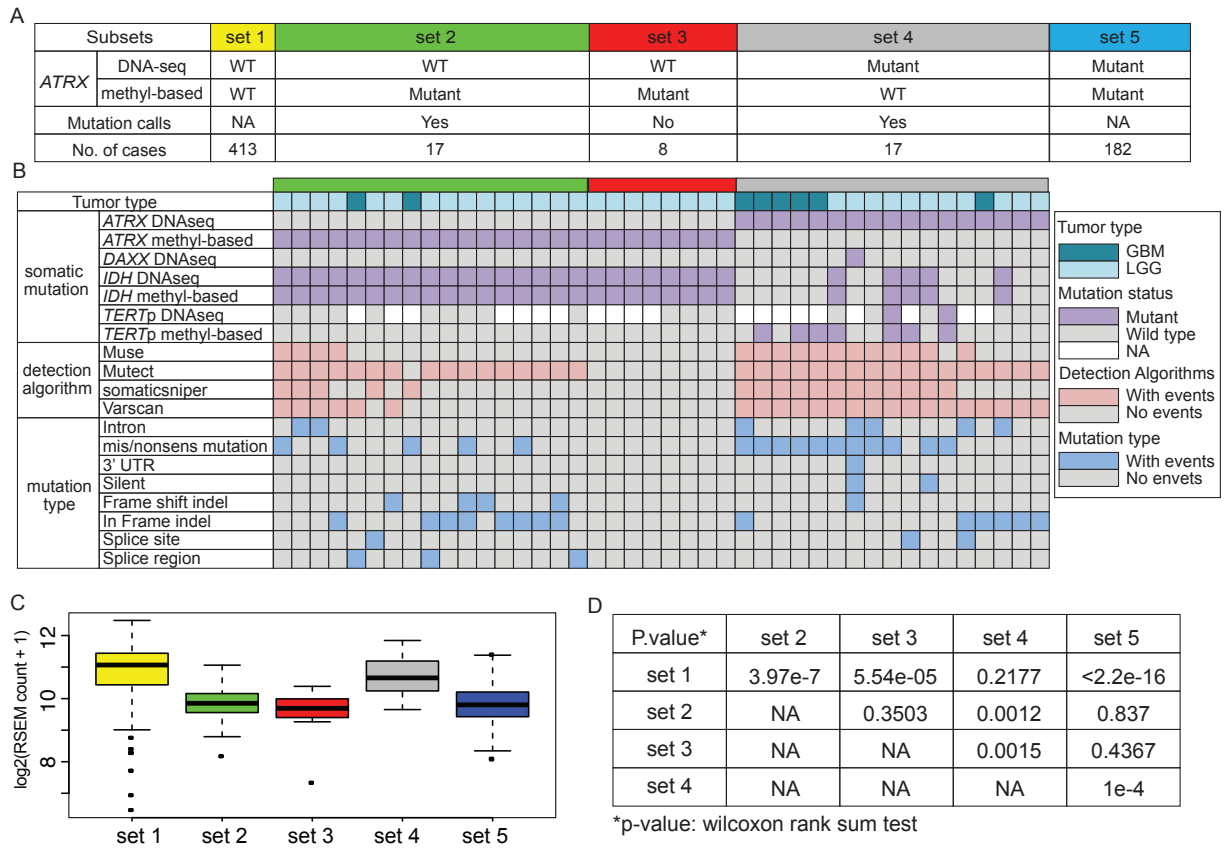 A
Subsets set 1 set 2 set 3 set 4 set 5
ATRX DNA-seq WT WT WT Mutant Mutant
methyl-based WT Mutant Mutant WT Mutant
Mutation calls NA Yes No Yes NA
No. of cases 413 17 8 17 182
B
Tumor type
somatic mutation
ATRX DNAseq
ATRX methyl-based
DAXX DNAseq
IDH DNAseq
IDH methyl-based
TERTp DNAseq
TERTp methyl-based
detection algorithm
Muse
Mutect
somaticsniper
Varscan
mutation type
Intron
mis/nonsens mutation
3' UTR
Silent
Frame shift indel
In Frame indel
Splice site
Splice region
Tumor type
GBM
LGG
Mutation status
Mutant
Wild type
NA
Detection Algorithms
With events
No events
Mutation type
With events
No envets
C
log2(RSEM count + 1)
12
10
8
set 1 set 2 set 3 set 4 set 5
D
P.value* set 2 set 3 set 4 set 5
set 1 3.97e-7 5.54e-05 0.2177 <2.2e-16
set 2 NA 0.3503 0.0012 0.837
set 3 NA NA 0.0015 0.4367
set 4 NA NA NA 1e-4
*p-value: wilcoxon rank sum test